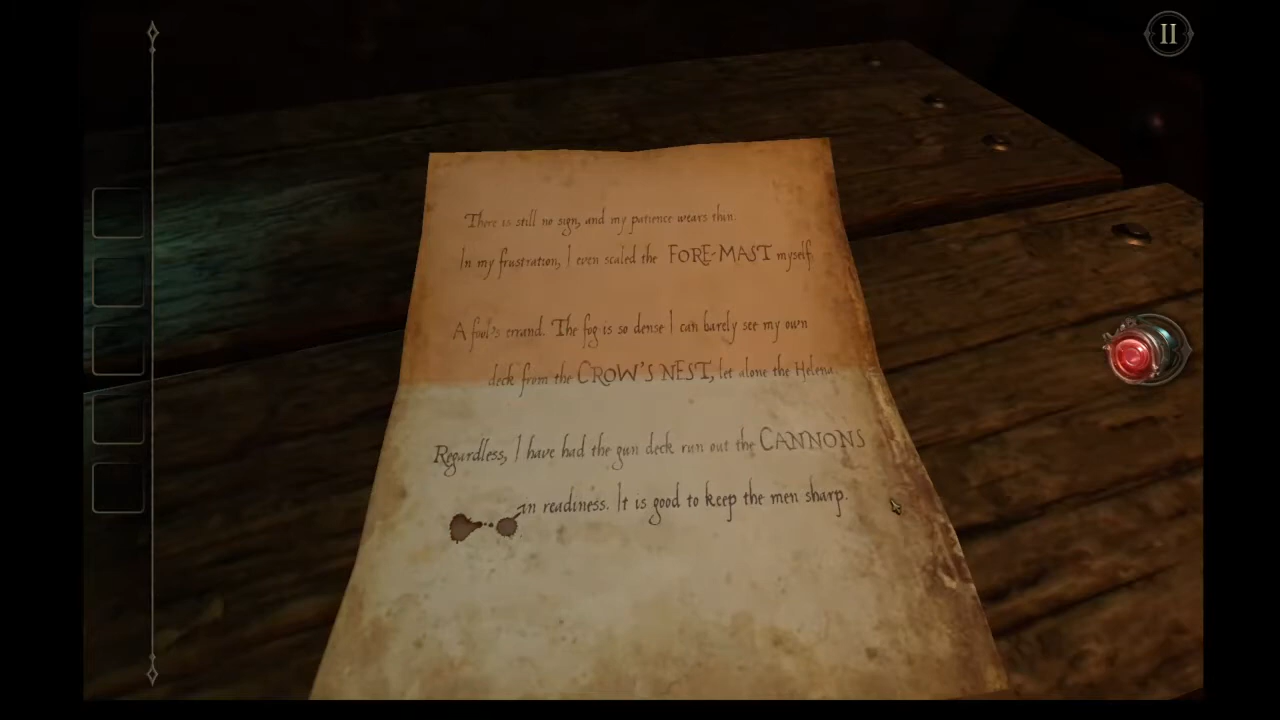 There is still no sign, and my patience wears thin.
In my frustration, I even scaled the FORE-MAST myself.
A fool's errand. The fog is so dense I can barely see my own
deck from the CROW'S NEST, let alone the Helena.
Regardless, I have had the gun deck run out the CANNONS
in readiness. It is good to keep the men sharp.